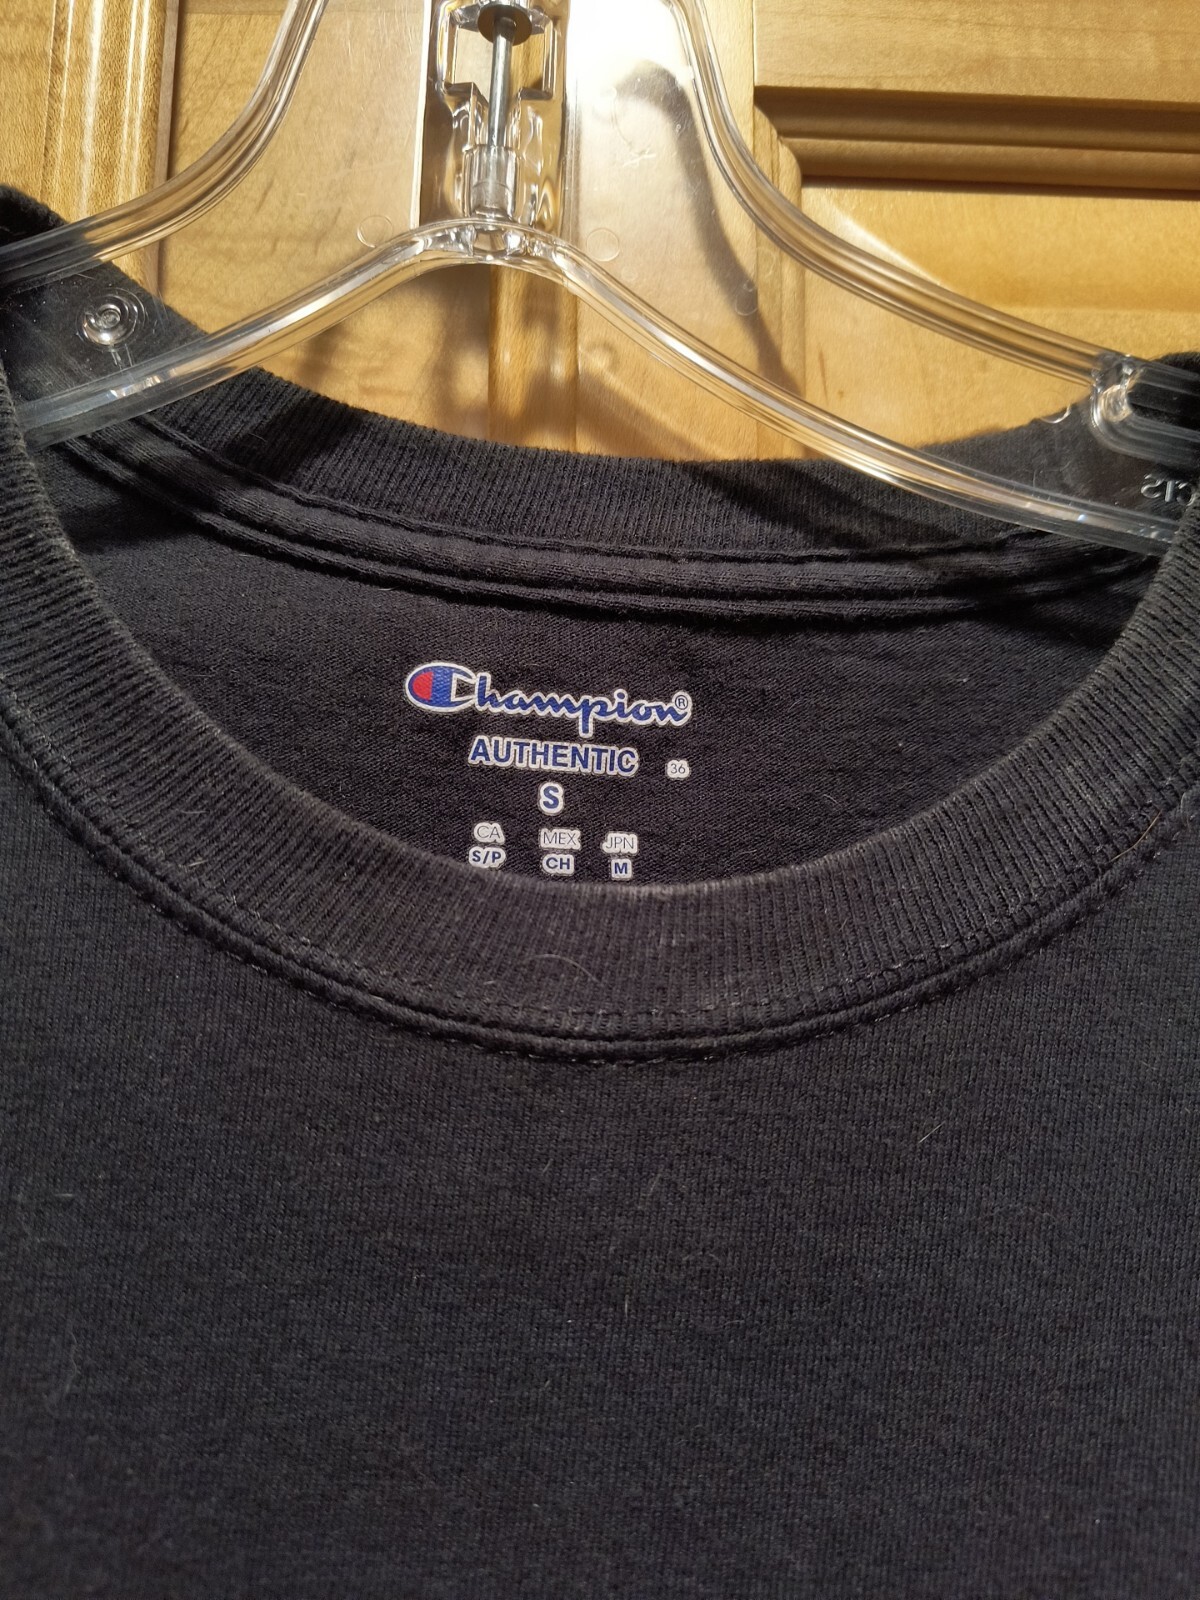 Champion®
AUTHENTIC 36
S
CA MEX JPN
S/P CH M